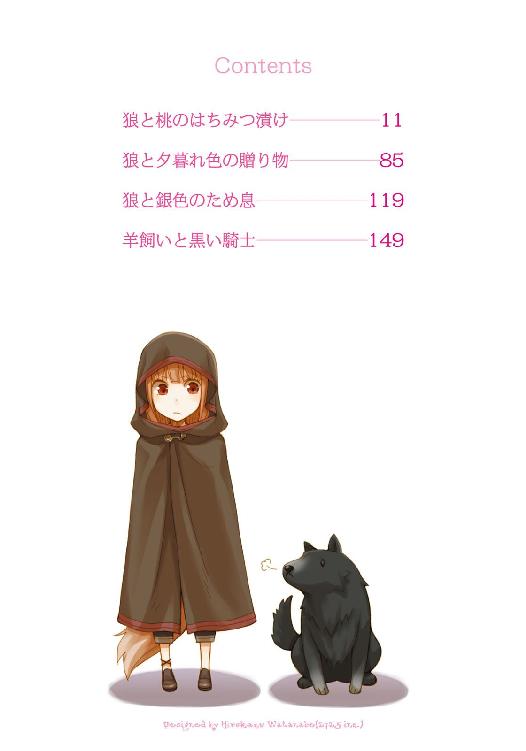 Contents
狼と桃のはちみつ漬け 11
狼と夕暮れ色の贈り物 85
狼と銀色のため息 119
羊飼いと黒い騎士 149
Designed by Hirokazu Watanabe(2725 inc.)